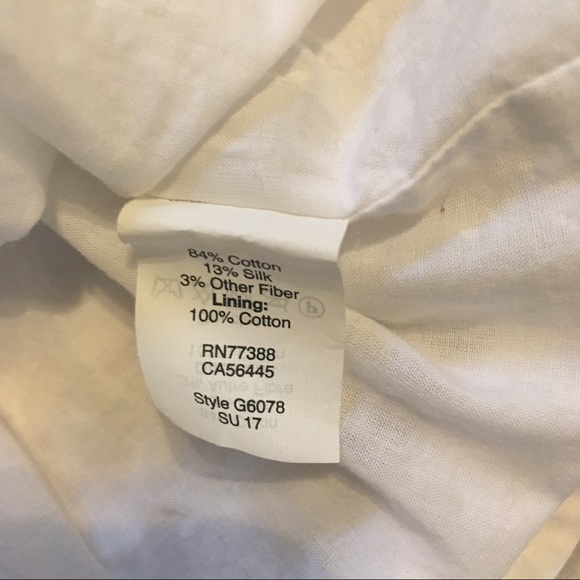 84% Cotton
13% Silk
3% Other Fiber
Lining:
100% Cotton
RN77388
CA56445
Style G6078
SU 17